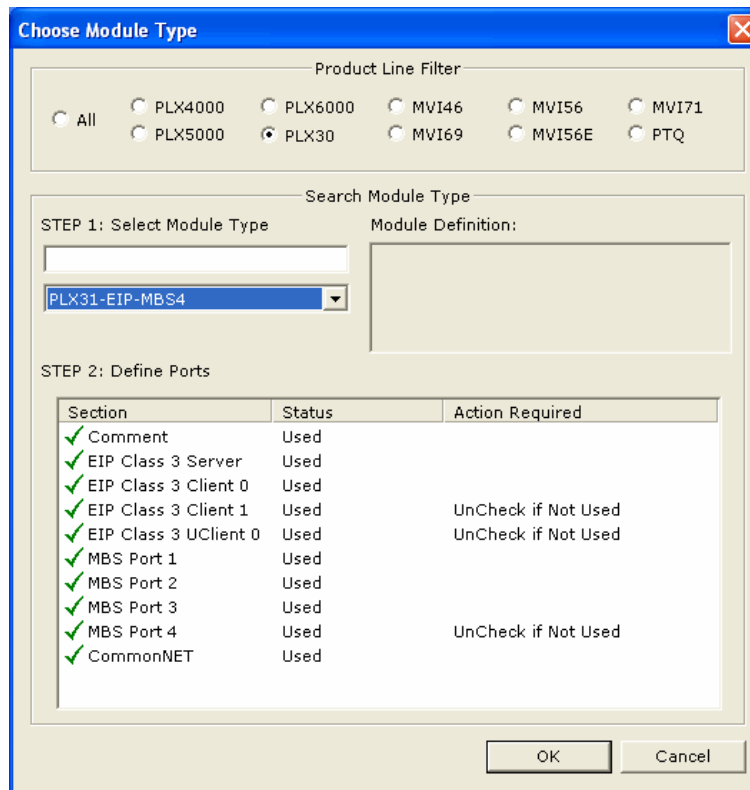 Choose Module Type
Product Line Filter
All
PLX4000 PLX6000 MVI46 MVI56 MVI71
PLX5000 PLX30 MVI69 MVI56E PTQ
Search Module Type
STEP 1: Select Module Type Module Definition:
PLX31-EIP-MBS4
STEP 2: Define Ports
Section Status Action Required
Comment Used
EIP Class 3 Server Used
EIP Class 3 Client 0 Used
EIP Class 3 Client 1 Used UnCheck if Not Used
EIP Class 3 UClient 0 Used UnCheck if Not Used
MBS Port 1 Used
MBS Port 2 Used
MBS Port 3 Used
MBS Port 4 Used UnCheck if Not Used
CommonNET Used
OK Cancel